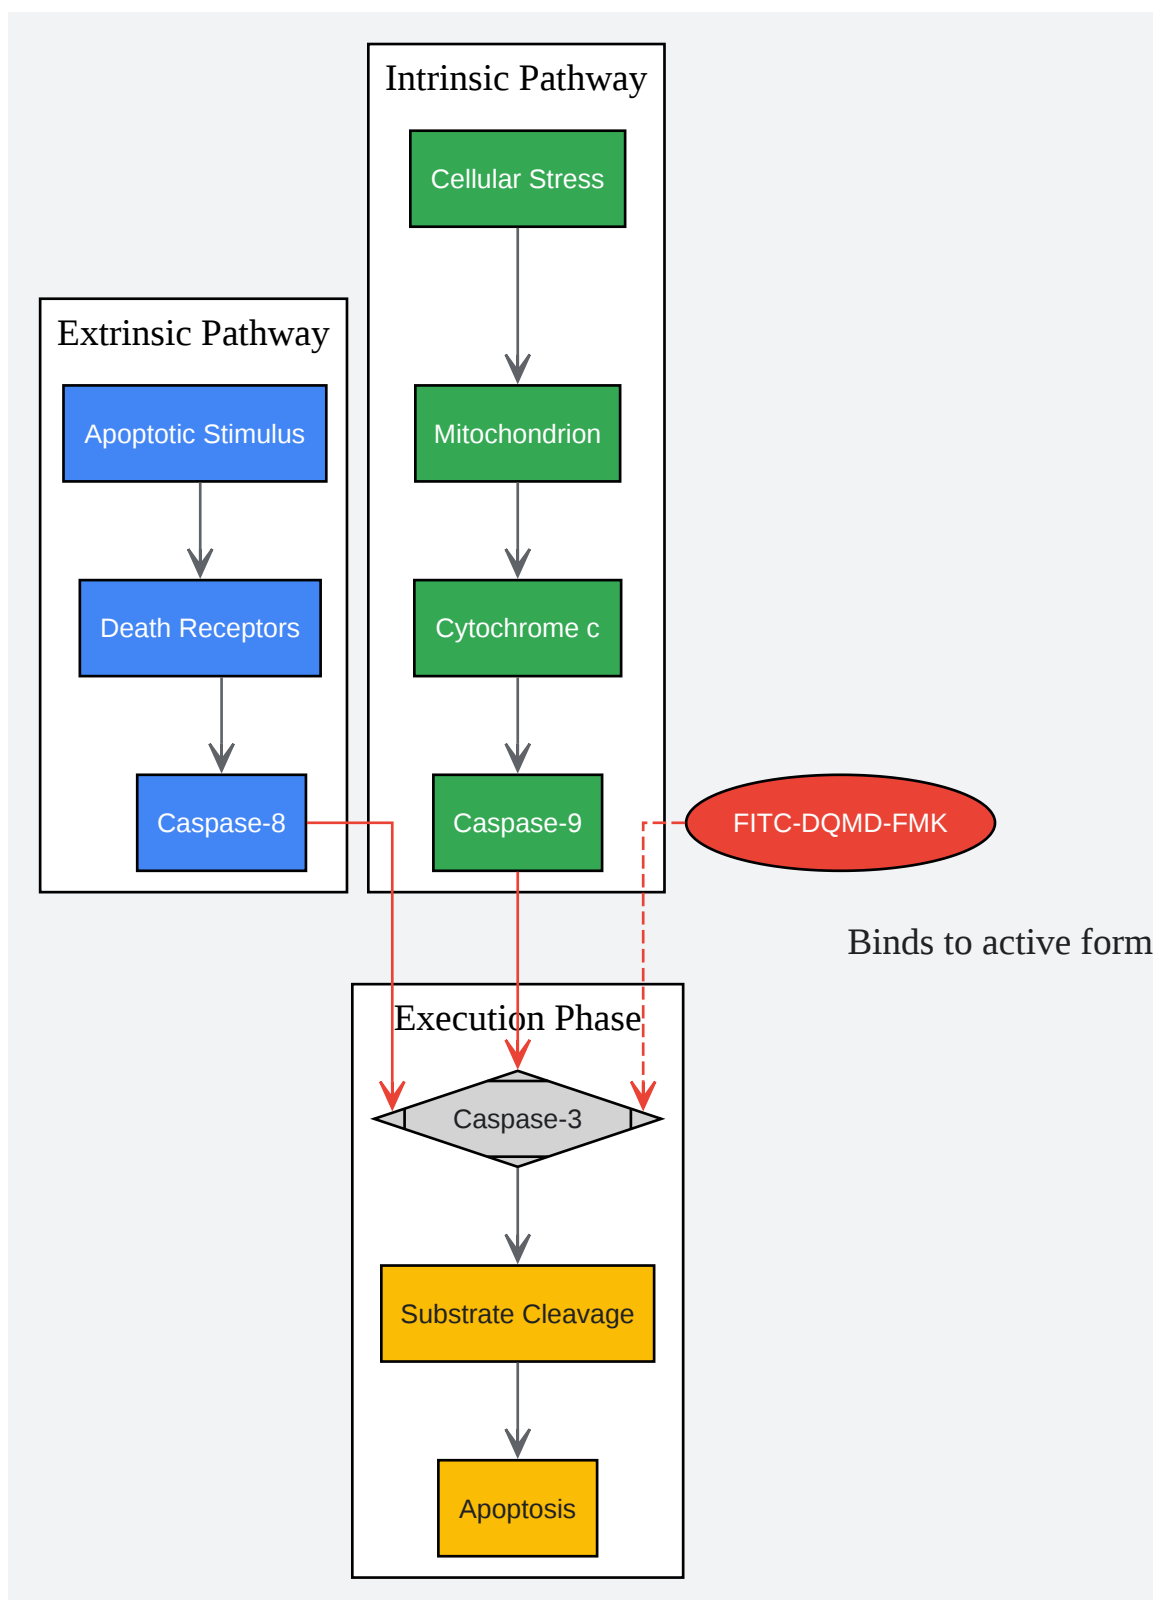 Intrinsic Pathway
Cellular Stress
Extrinsic Pathway
Apoptotic Stimulus
Mitochondrion
Death Receptors
Cytochrome c
Caspase-8
Caspase-9
FITC-DQMD-FMK
Binds to active form
Execution Phase
Caspase-3
Substrate Cleavage
Apoptosis